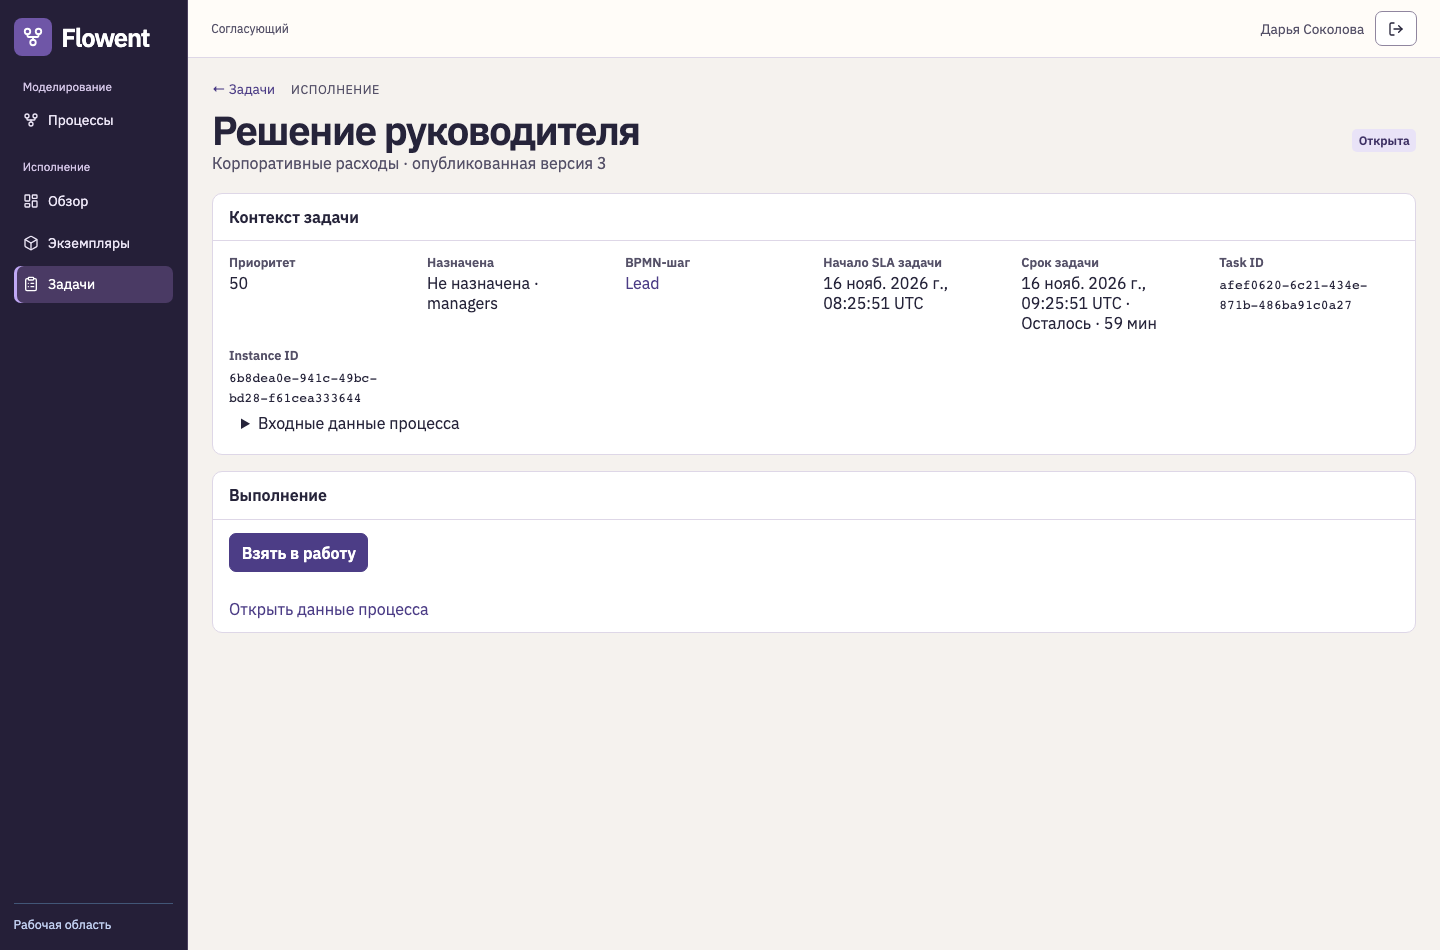 Flowent
Моделирование
Процессы
Исполнение
Обзор
Экземпляры
Задачи
Рабочая область
Согласующий
Дарья Соколова
← Задачи ИСПОЛНЕНИЕ
Решение руководителя
Корпоративные расходы · опубликованная версия 3
Открыта
Контекст задачи
Приоритет
50
Назначена
Не назначена ·
managers
BPMN-шаг
Lead
Начало SLA задачи
16 нояб. 2026 г.,
08:25:51 UTC
Срок задачи
16 нояб. 2026 г.,
09:25:51 UTC ·
Осталось · 59 мин
Task ID
afef0620-6c21-434e-
871b-486ba91c0a27
Instance ID
6b8dea0e-941c-49bc-
bd28-f61cea333644
▶ Входные данные процесса
Выполнение
Взять в работу
Открыть данные процесса